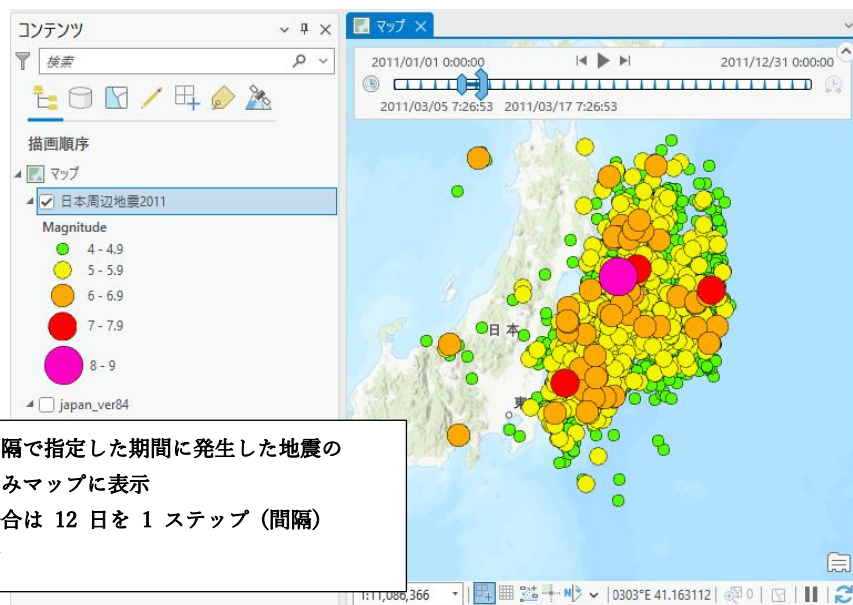 コンテンツ
検索
描画順序
マップ
日本周辺地震2011
Magnitude
4 - 4.9
5 - 5.9
6 - 6.9
7 - 7.9
8 - 9
japan_ver84
隔で指定した期間に発生した地震の
みマップに表示
合は 12 日を 1 ステップ (間隔)
マップ
2011/01/01 0:00:00
2011/12/31 0:00:00
2011/03/05 7:26:53 2011/03/17 7:26:53
日 本
東
1:11,086,366
0303°E 41.163112
0